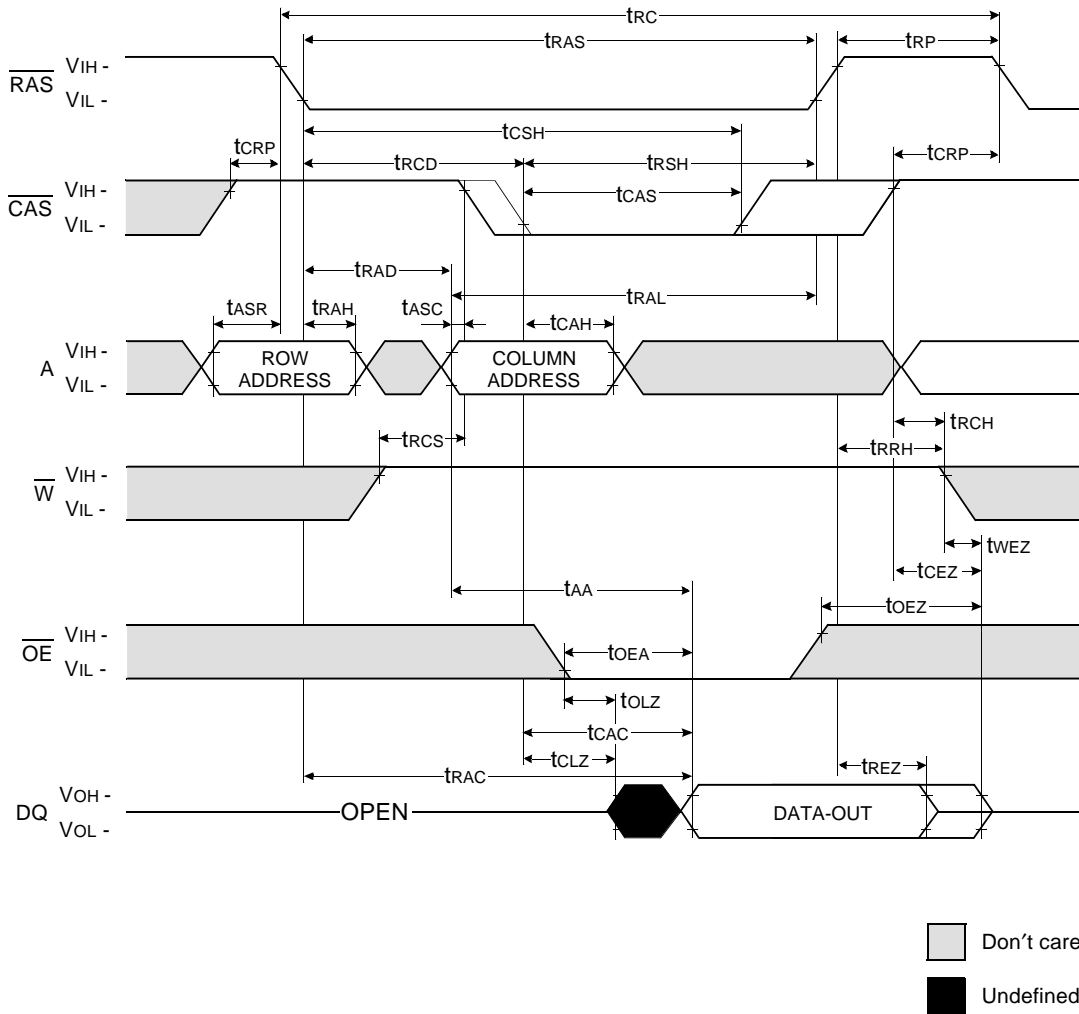 tRC
tRAS
tRP
RAS
VIH -
VIL -
tCSH
tCRP
tRCD
tRSH
tCRP
CAS
VIH -
VIL -
tCAS
tRAD
tRAL
tASR
tRAH
tASC
tCAH
A
VIH -
VIL -
ROW
ADDRESS
COLUMN
ADDRESS
tRCH
tRCS
tRRH
W
VIH -
VIL -
tWEZ
tCEZ
tAA
tOEZ
OE
VIH -
VIL -
tOEA
tOLZ
tCAC
tCLZ
tRAC
tREZ
DQ
VOH -
VOL -
OPEN
DATA-OUT
Don′t care
Undefined